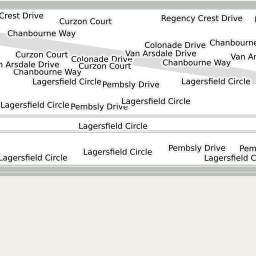 Crest Drive
Regency Crest Drive
Curzon Court
Chanbourne Way
Colonade Drive
Chanbourne
Curzon Court
Van Arsdale Drive
Colonade Drive
Van Ar
n Arsdale Drive
Curzon Court
Chanbourne Way
Chanbourne Way
Lagersfield Circle
Pembsly Drive
Lagersfield Circle
Lagersfield Circle
Pembsly Drive
Lagersfield Circle
Lagersfield Circle
Pembsly Drive
Pem
Lagersfield Circle
Lagersfield Circle
Lagersfield C